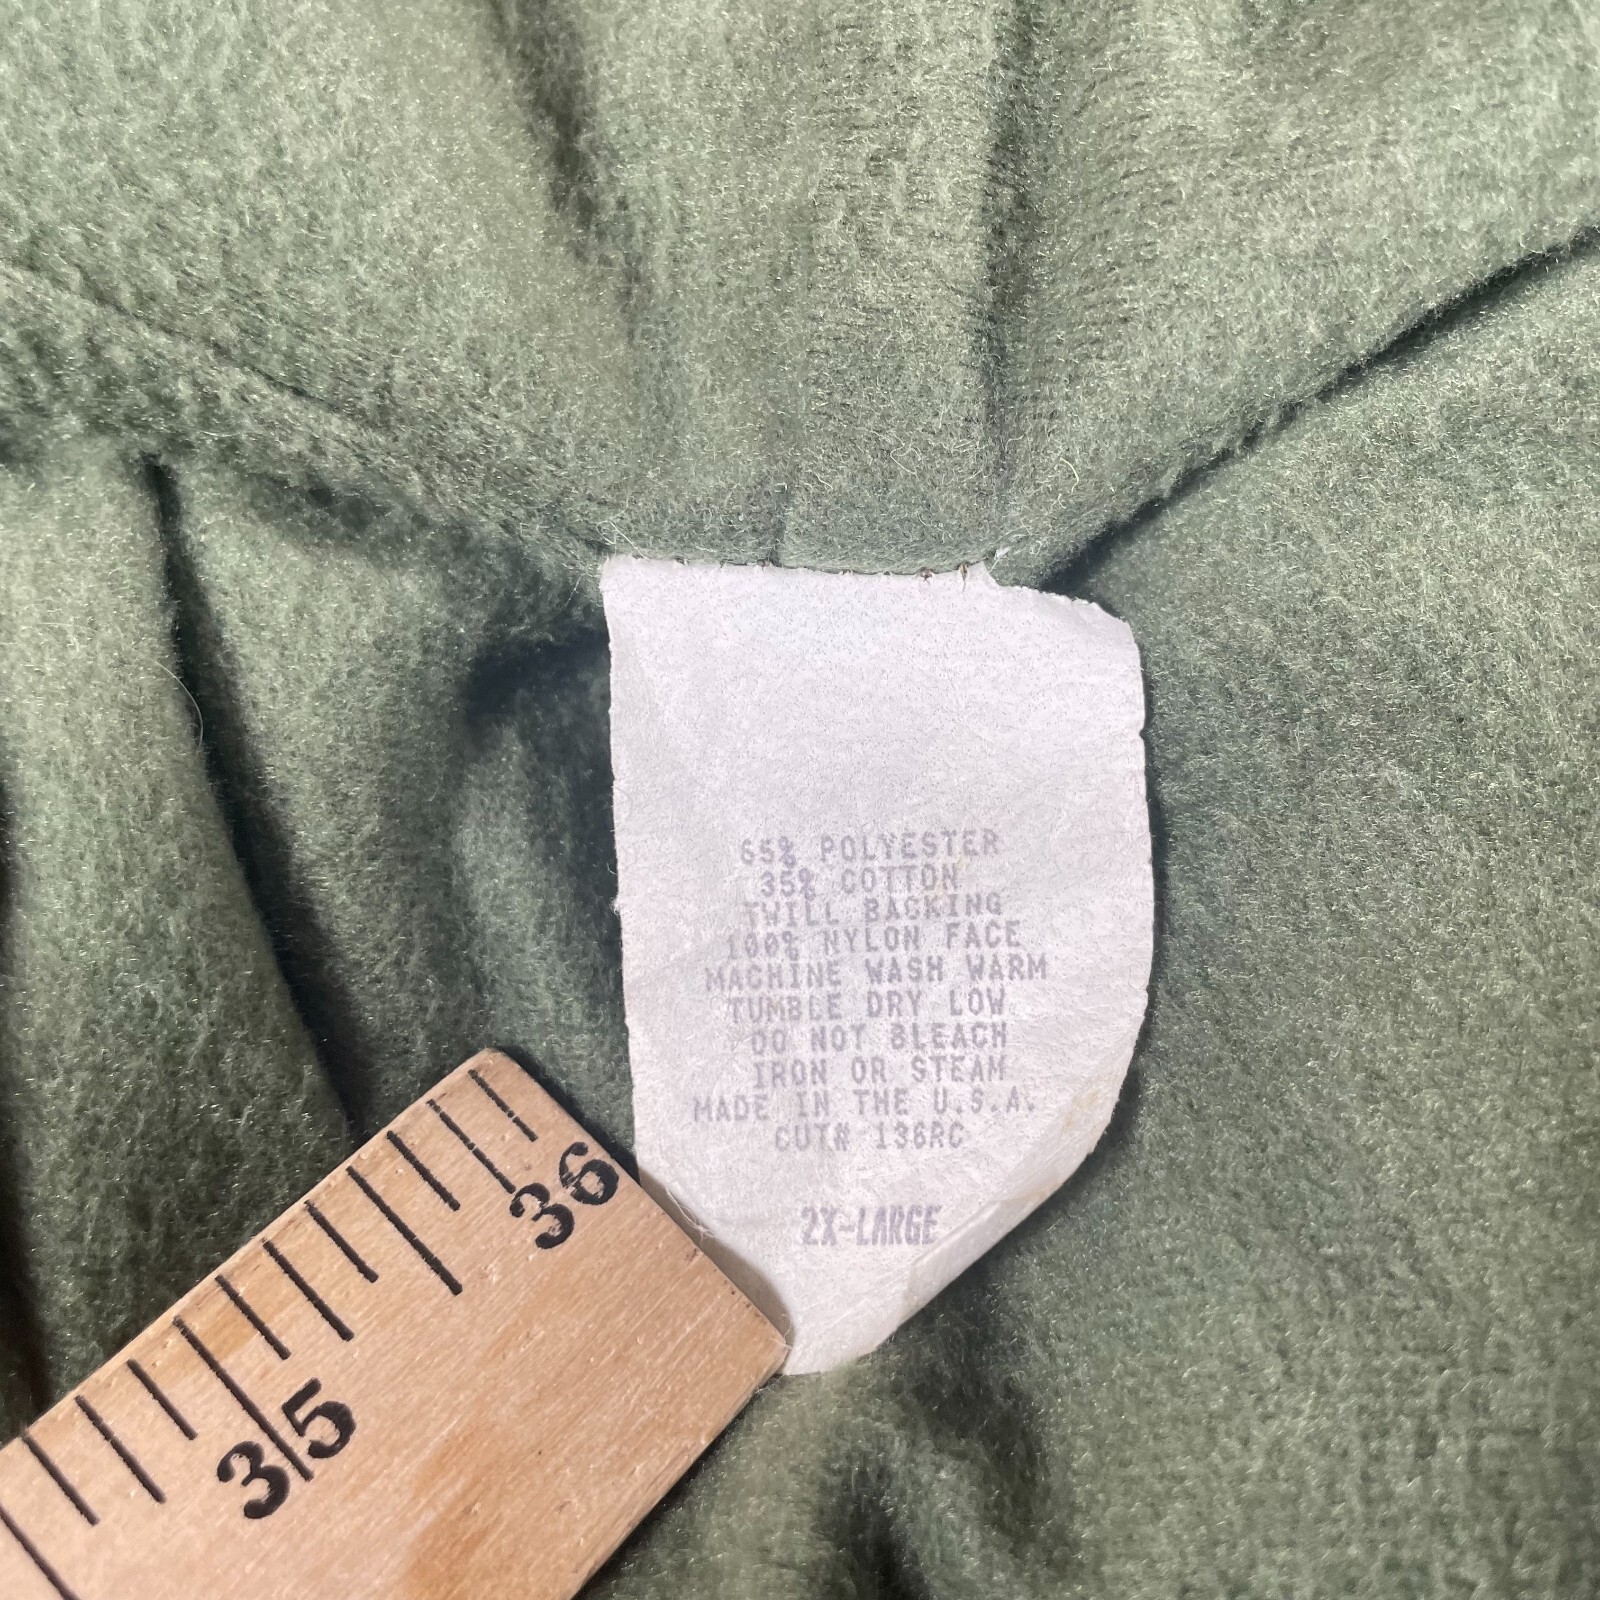 65% POLYESTER
35% COTTON
TWILL BACKING
100% NYLON FACE
MACHINE WASH WARM
TUMBLE DRY LOW
DO NOT BLEACH
IRON OR STEAM
MADE IN THE U.S.A.
CUT# 136RC
2X-LARGE
36
35